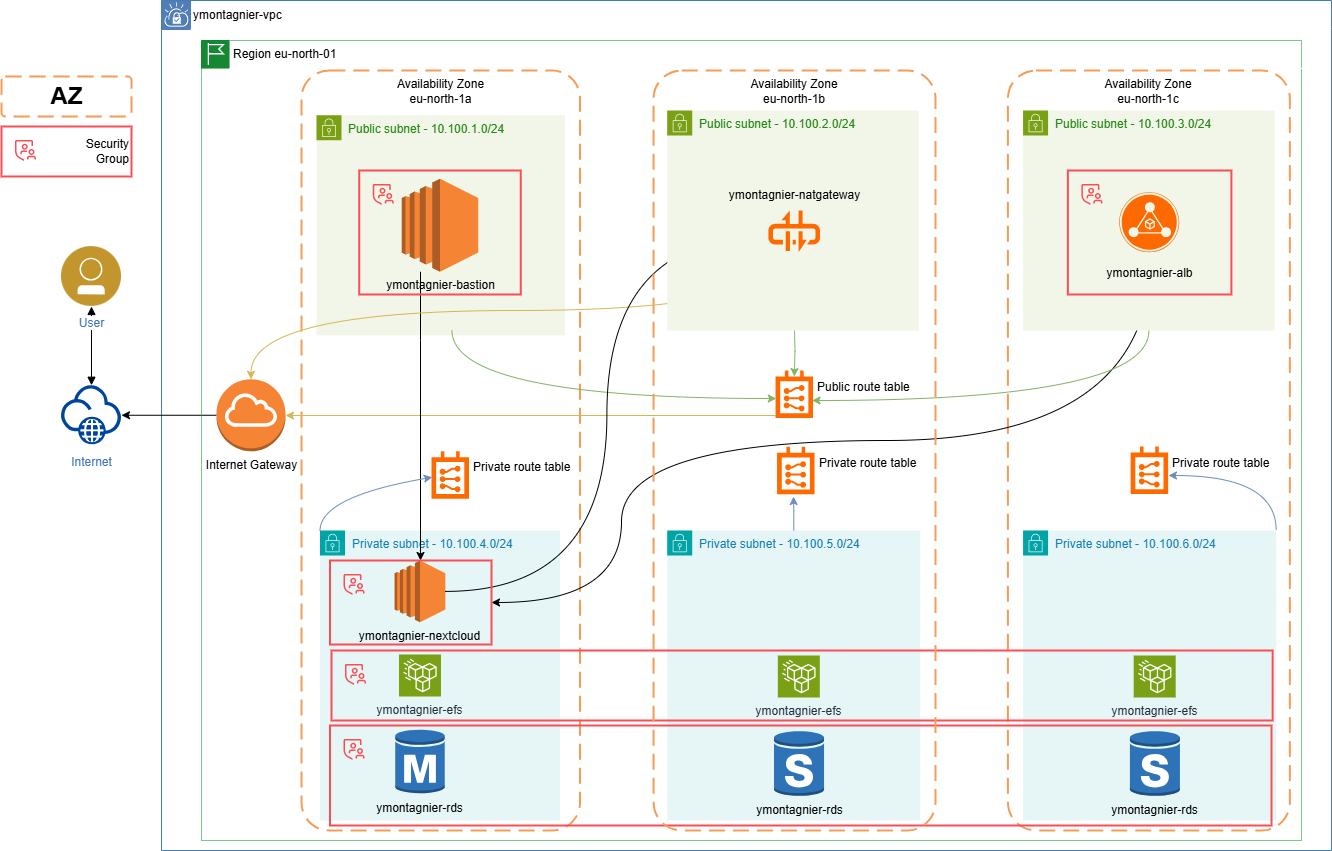 ymontagnier-vpc
Region eu-north-01
AZ
Security
Group
User
Internet
Internet Gateway
Availability Zone
eu-north-1a
Public subnet - 10.100.1.0/24
ymontagnier-bastion
Availability Zone
eu-north-1b
Public subnet - 10.100.2.0/24
ymontagnier-natgateway
Availability Zone
eu-north-1c
Public subnet - 10.100.3.0/24
ymontagnier-alb
Public route table
Private route table
Private route table
Private route table
Private subnet - 10.100.4.0/24
ymontagnier-nextcloud
Private subnet - 10.100.5.0/24
Private subnet - 10.100.6.0/24
ymontagnier-efs
ymontagnier-efs
ymontagnier-efs
M
ymontagnier-rds
S
ymontagnier-rds
S
ymontagnier-rds